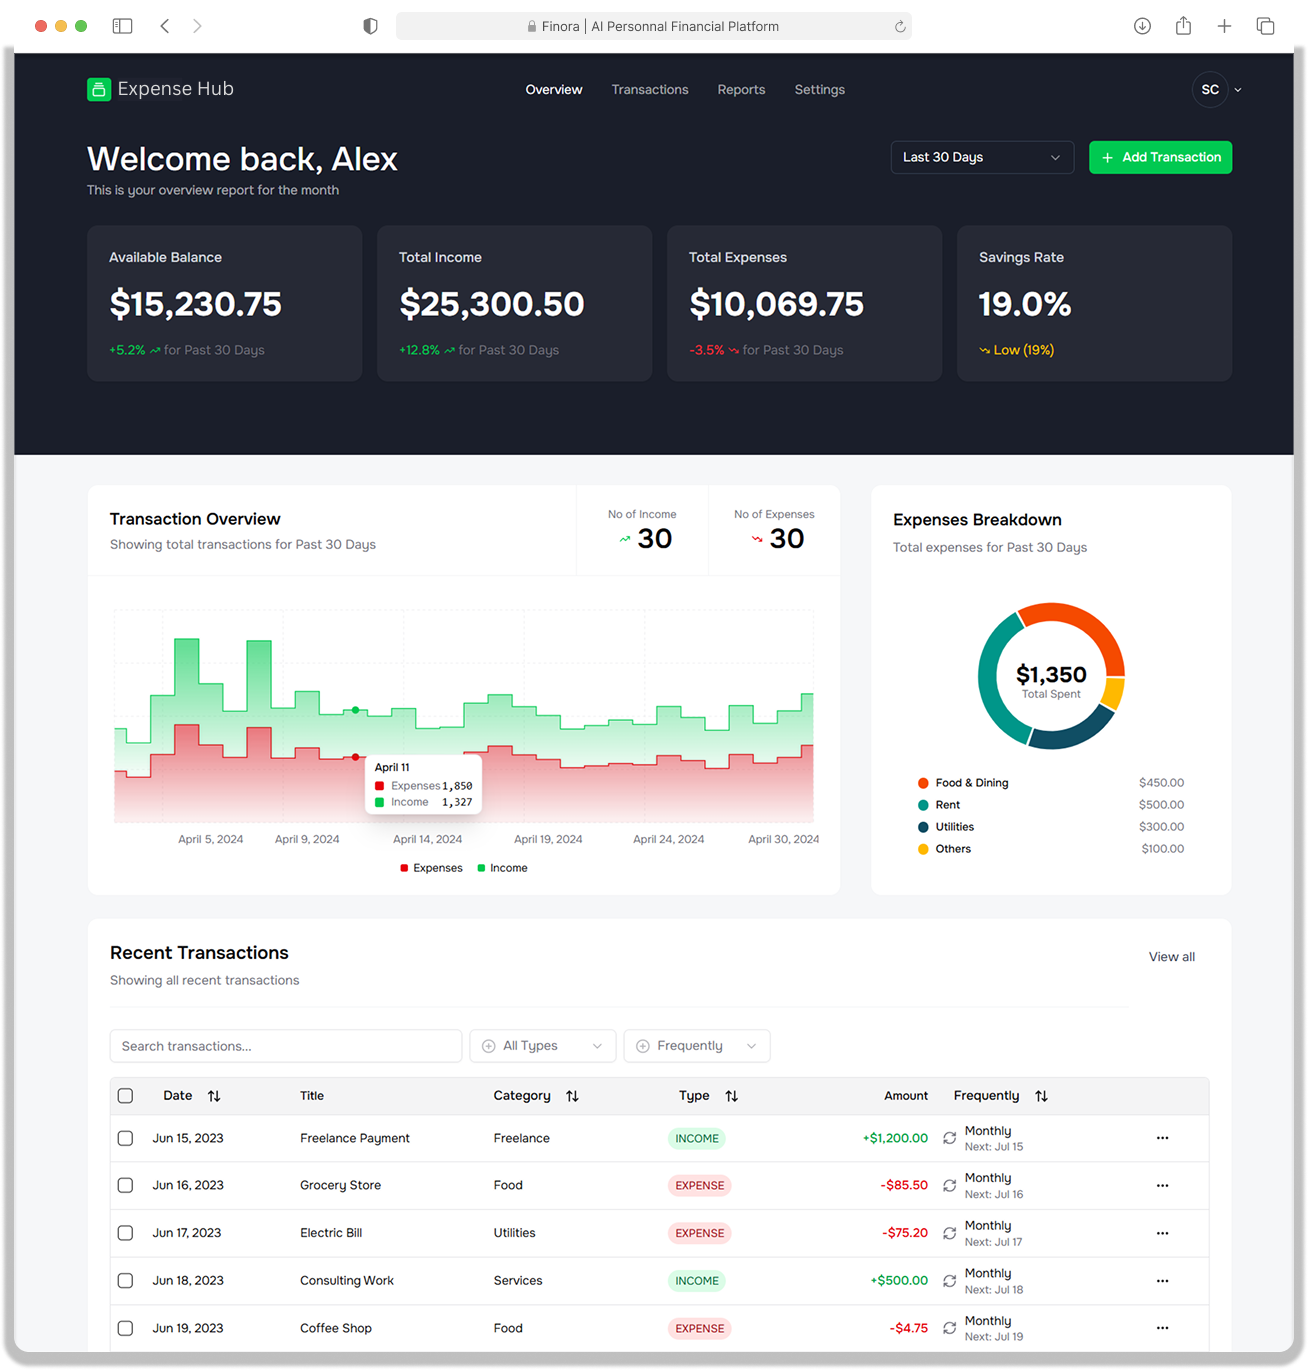 Finora | AI Personnal Financial Platform
Expense Hub
Overview Transactions Reports Settings
SC
Welcome back, Alex
This is your overview report for the month
Last 30 Days
+ Add Transaction
Available Balance
$15,230.75
+5.2% for Past 30 Days
Total Income
$25,300.50
+12.8% for Past 30 Days
Total Expenses
$10,069.75
-3.5% for Past 30 Days
Savings Rate
19.0%
Low (19%)
Transaction Overview
Showing total transactions for Past 30 Days
No of Income
30
No of Expenses
30
April 11
Expenses 1,850
Income 1,327
April 5, 2024 April 9, 2024 April 14, 2024 April 19, 2024 April 24, 2024 April 30, 2024
Expenses Income
Expenses Breakdown
Total expenses for Past 30 Days
$1,350
Total Spent
Food & Dining $450.00
Rent $500.00
Utilities $300.00
Others $100.00
Recent Transactions
Showing all recent transactions
View all
Search transactions... All Types Frequently
Date Title Category Type Amount Frequently
Jun 15, 2023 Freelance Payment Freelance INCOME +$1,200.00 Monthly
Next: Jul 15
Jun 16, 2023 Grocery Store Food EXPENSE -$85.50 Monthly
Next: Jul 16
Jun 17, 2023 Electric Bill Utilities EXPENSE -$75.20 Monthly
Next: Jul 17
Jun 18, 2023 Consulting Work Services INCOME +$500.00 Monthly
Next: Jul 18
Jun 19, 2023 Coffee Shop Food EXPENSE -$4.75 Monthly
Next: Jul 19